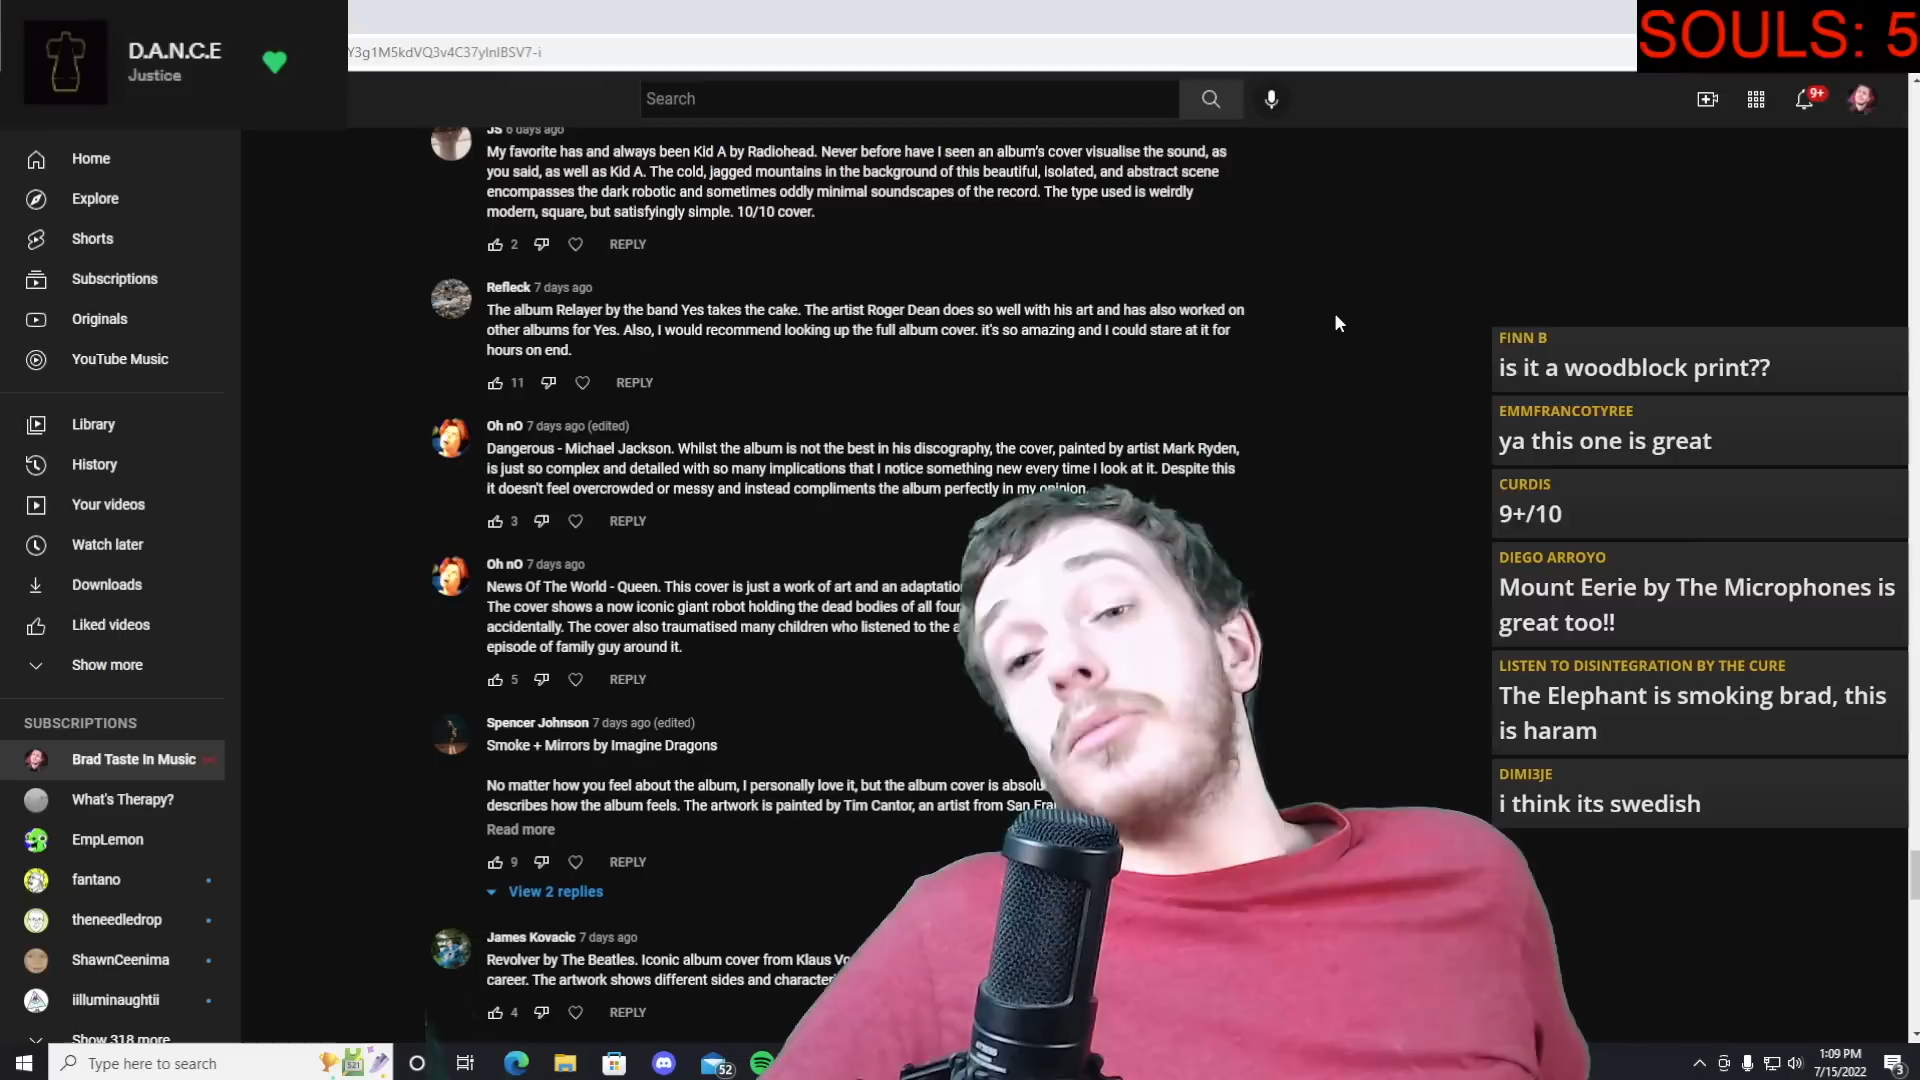 D.A.N.C.E
Justice
Y3g1M5kdVQ3v4C37yInIBSV7-i
SOULS: 5
Search
9+
Home
Explore
Shorts
Subscriptions
Originals
YouTube Music
Library
History
Your videos
Watch later
Downloads
Liked videos
Show more
SUBSCRIPTIONS
Brad Taste In Music
What's Therapy?
EmpLemon
fantano
theneedledrop
ShawnCeenima
iilluminaughtii
Show 318 more
JS 6 days ago
My favorite has and always been Kid A by Radiohead. Never before have I seen an album's cover visualise the sound, as
you said, as well as Kid A. The cold, jagged mountains in the background of this beautiful, isolated, and abstract scene
encompasses the dark robotic and sometimes oddly minimal soundscapes of the record. The type used is weirdly
modern, square, but satisfyingly simple. 10/10 cover.
2 REPLY
Refleck 7 days ago
The album Relayer by the band Yes takes the cake. The artist Roger Dean does so well with his art and has also worked on
other albums for Yes. Also, I would recommend looking up the full album cover. it's so amazing and I could stare at it for
hours on end.
11 REPLY
Oh nO 7 days ago (edited)
Dangerous - Michael Jackson. Whilst the album is not the best in his discography, the cover, painted by artist Mark Ryden,
is just so complex and detailed with so many implications that I notice something new every time I look at it. Despite this
it doesn't feel overcrowded or messy and instead compliments the album perfectly in my opinion.
3 REPLY
Oh nO 7 days ago
News Of The World - Queen. This cover is just a work of art and an
The cover shows a now iconic giant robot holding the dead bodies of all four
accidentally. The cover also traumatised many children who listened to the
episode of family guy around it.
5 REPLY
Spencer Johnson 7 days ago (edited)
Smoke + Mirrors by Imagine Dragons
No matter how you feel about the album, I personally love it, but the album cover is
describes how the album feels. The artwork is painted by Tim Cantor, an artist from San
Read more
9 REPLY
View 2 replies
James Kovacic 7 days ago
Revolver by The Beatles. Iconic album cover from Klaus
career. The artwork shows different sides and
4 REPLY
FINN B
is it a woodblock print??
EMMFRANCOTYREE
ya this one is great
CURDIS
9+/10
DIEGO ARROYO
Mount Eerie by The Microphones is
great too!!
LISTEN TO DISINTEGRATION BY THE CURE
The Elephant is smoking brad, this
is haram
DIMI3JE
i think its swedish
Type here to search
521
52
1:09 PM
7/15/2022
3